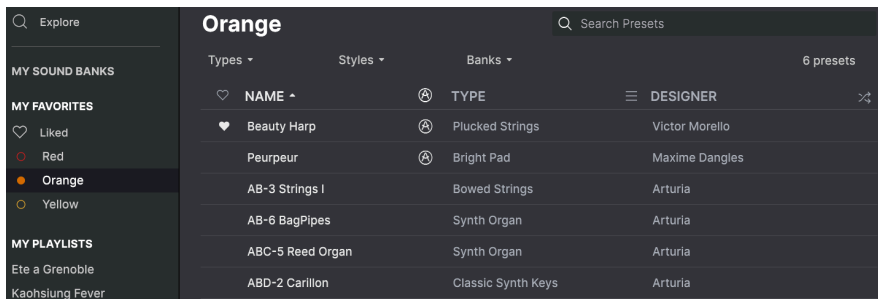 Explore
MY SOUND BANKS
MY FAVORITES
Liked
Red
Orange
Yellow
MY PLAYLISTS
Ete a Grenoble
Kaohsiung Fever
Orange
Search Presets
Types Styles Banks 6 presets
NAME TYPE DESIGNER
Beauty Harp Plucked Strings Victor Morello
Peurpeur Bright Pad Maxime Dangles
AB-3 Strings I Bowed Strings Arturia
AB-6 BagPipes Synth Organ Arturia
ABC-5 Reed Organ Synth Organ Arturia
ABD-2 Carillon Classic Synth Keys Arturia